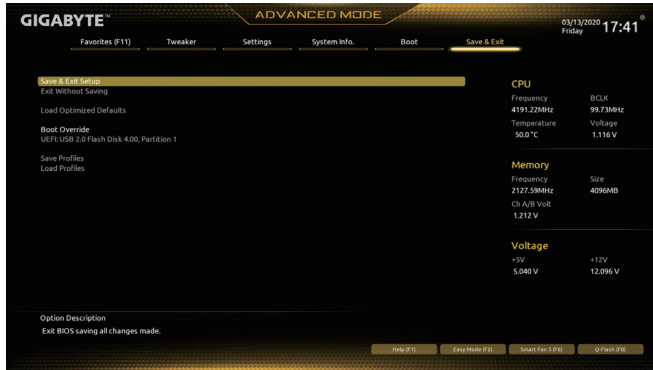 GIGABYTE™
ADVANCED MODE
03/13/2020
Friday
17:41
Favorites (F11) Tweaker Settings System Info. Boot Save & Exit
Save & Exit Setup
Exit Without Saving
Load Optimized Defaults
Boot Override
UEFI: USB 2.0 Flash Disk 4.00, Partition 1
Save Profiles
Load Profiles
CPU
Frequency BCLK
4191.22MHz 99.73MHz
Temperature Voltage
50.0 °C 1.116 V
Memory
Frequency Size
2127.59MHz 4096MB
Ch A/B Volt
1.212 V
Voltage
+5V +12V
5.040 V 12.096 V
Option Description
Exit BIOS saving all changes made.
Help (F1) Easy Mode (F2) Smart Fan 5 (F6) Q-Flash (F8)